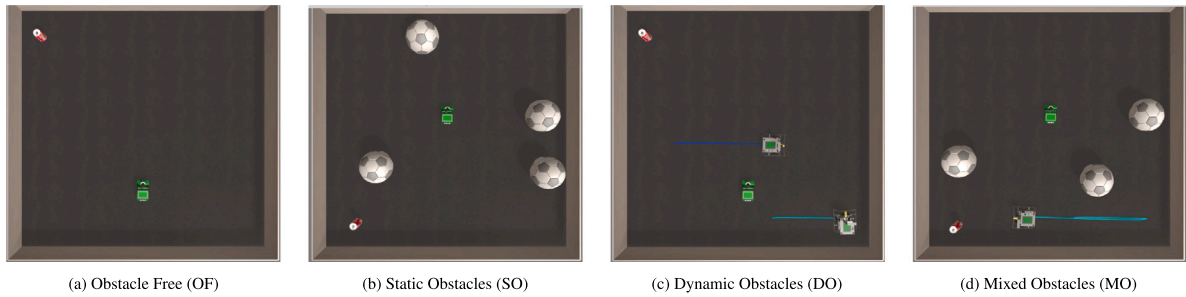 (a) Obstacle Free (OF)
(b) Static Obstacles (SO)
(c) Dynamic Obstacles (DO)
(d) Mixed Obstacles (MO)